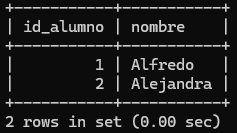 +-----------+-----------+
| id_alumno | nombre    |
+-----------+-----------+
|         1 | Alfredo   |
|         2 | Alejandra |
+-----------+-----------+
2 rows in set (0.00 sec)